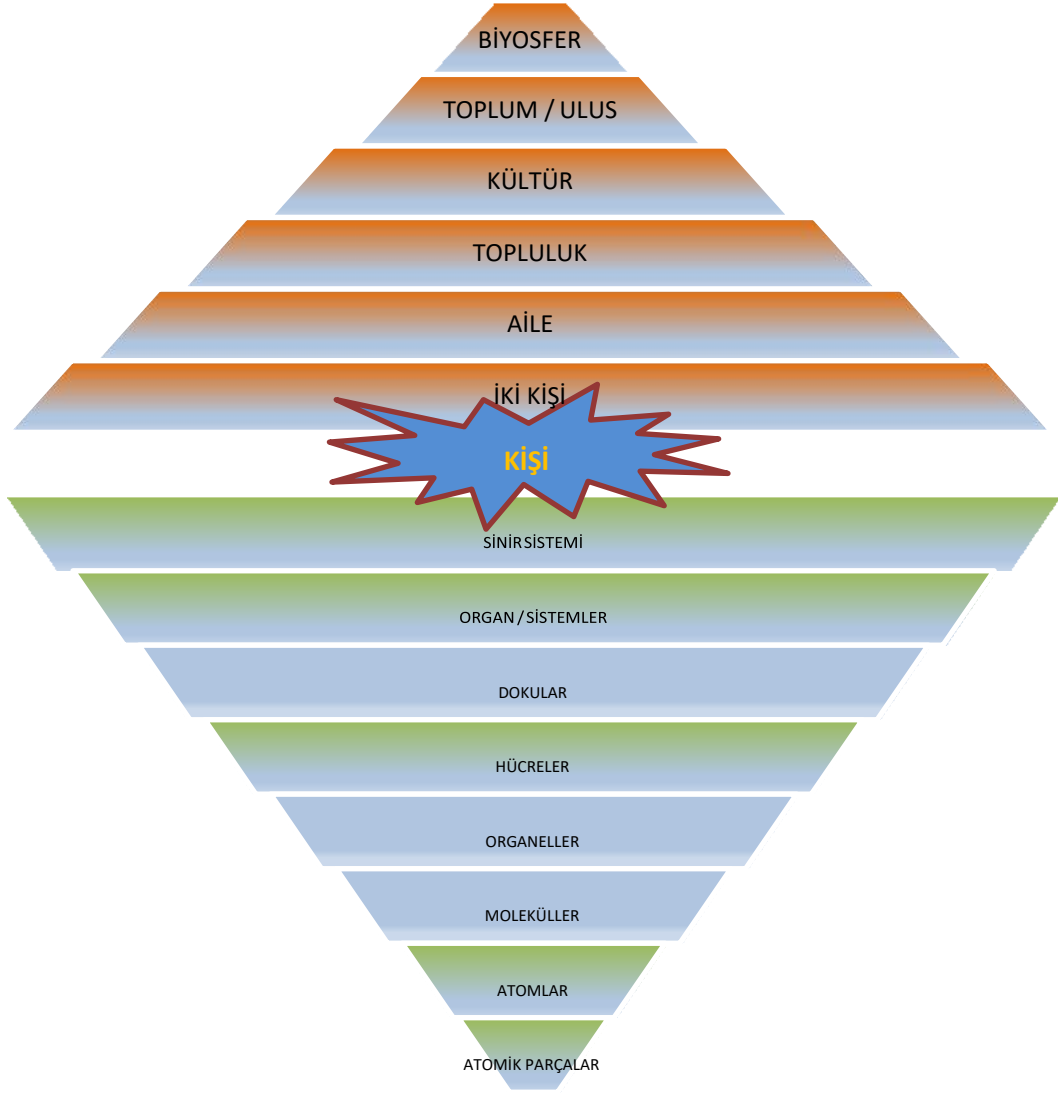 BİYOSFER
TOPLUM / ULUS
KÜLTÜR
TOPLULUK
AİLE
İKİ KİŞİ
KİŞİ
SİNİR SİSTEMİ
ORGAN / SİSTEMLER
DOKULAR
HÜCRELER
ORGANELLER
MOLEKÜLLER
ATOMLAR
ATOMİK PARÇALAR